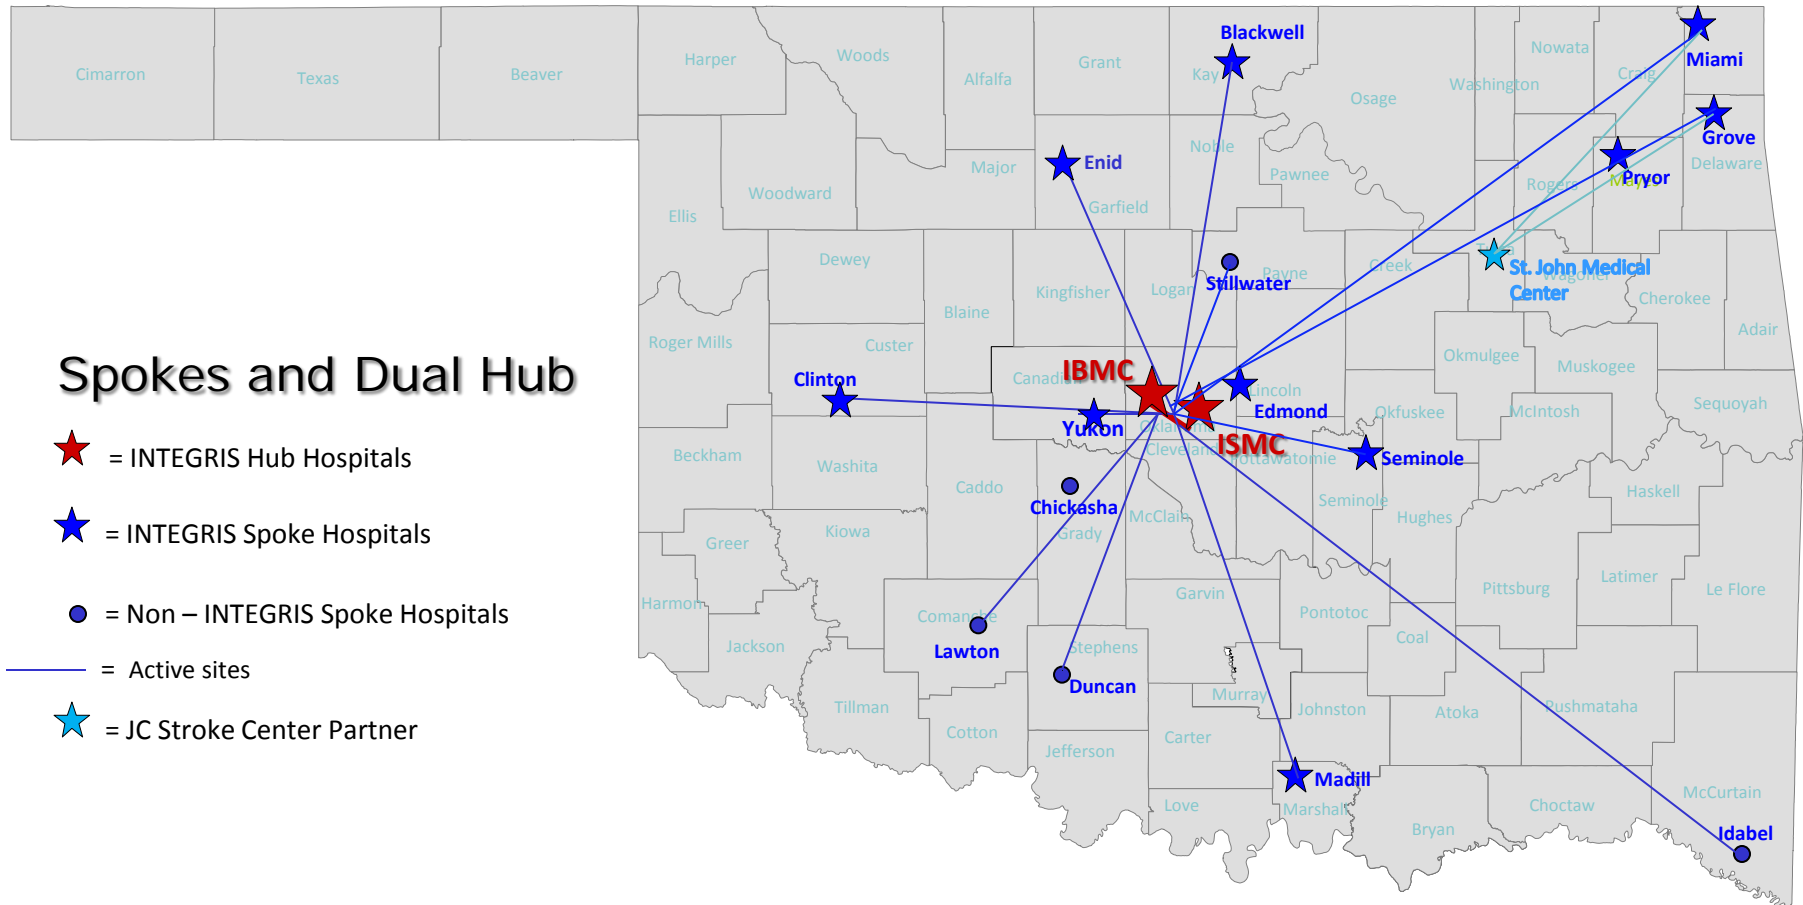 Blackwell
Miami
Nowata
Harper
Woods
Grant
Kay
Craig
Cimarron
Texas
Beaver
Alfalfa
Osage
Washington
Grove
Enid
Noble
Delaware
Major
Pawnee
Pryor
Mayes
Rogers
Woodward
Garfield
Ellis
Tulsa
Dewey
Creek
St. John Medical
Center
Wagoner
Payne
Stillwater
Kingfisher
Logan
Cherokee
Blaine
Adair
Roger Mills
Custer
Okmulgee
Muskogee
Spokes and Dual Hub
IBMC
Clinton
Canadian
Lincoln
Edmond
Okfuskee
McIntosh
Sequoyah
Yukon
Oklahoma
ISMC
Cleveland
Pottawatomie
Seminole
Beckham
Washita
= INTEGRIS Hub Hospitals
Caddo
Chickasha
McClain
Seminole
Hughes
Haskell
Grady
Kiowa
Greer
= INTEGRIS Spoke Hospitals
Latimer
Le Flore
Pittsburg
Harmon
Garvin
Pontotoc
Comanche
= Non – INTEGRIS Spoke Hospitals
Coal
Jackson
Lawton
Stephens
= Active sites
Duncan
Murray
Tillman
Johnston
Atoka
Pushmataha
= JC Stroke Center Partner
Cotton
Carter
Jefferson
Madill
McCurtain
Love
Marshall
Choctaw
Bryan
Idabel